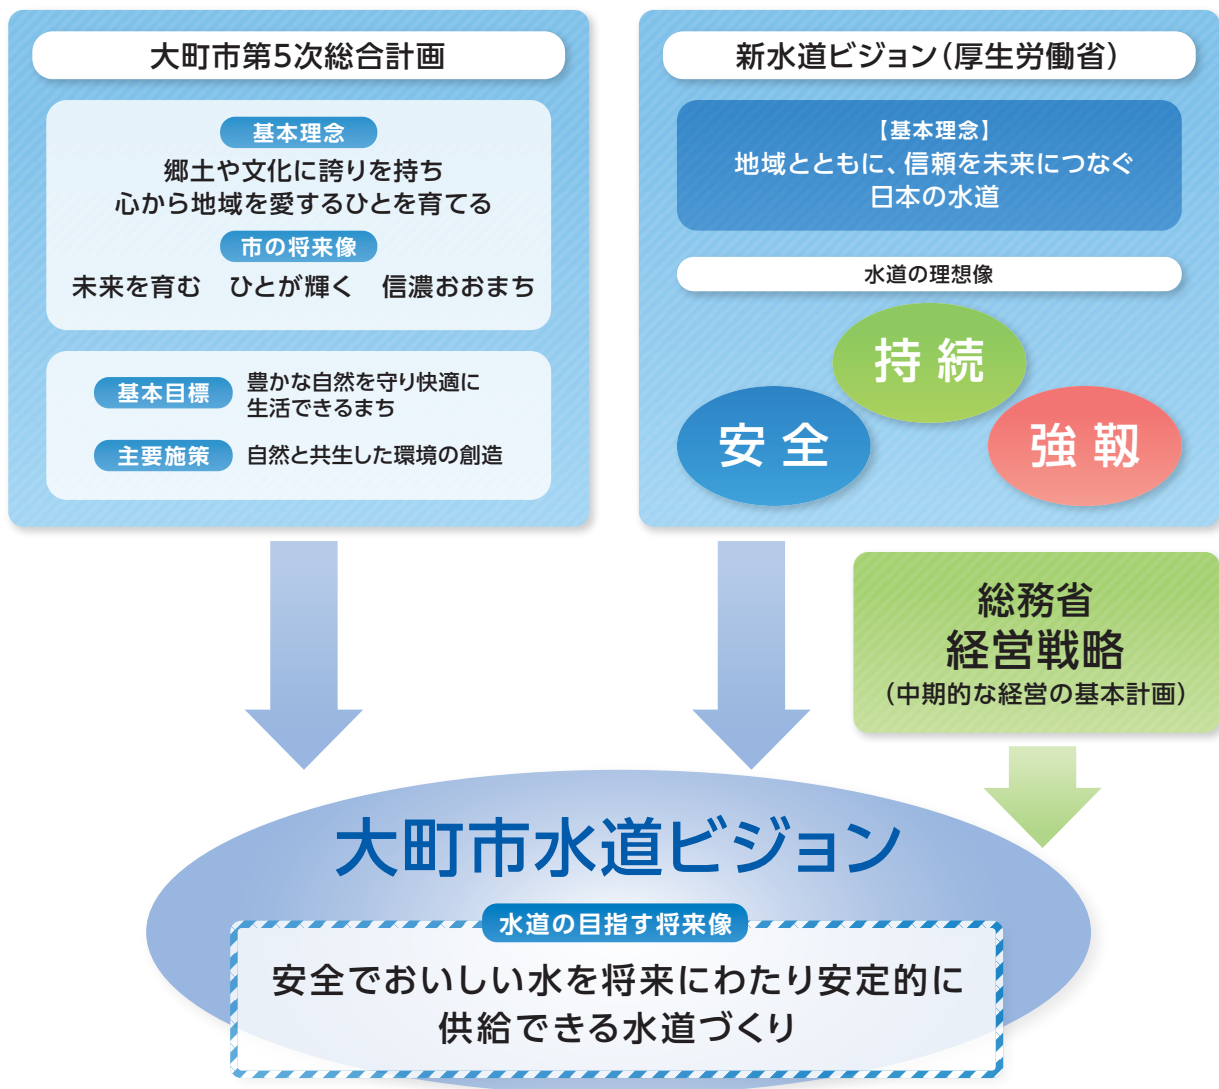 大町市第5次総合計画
基本理念
郷土や文化に誇りを持ち
心から地域を愛するひとを育てる
市の将来像
未来を育む　ひとが輝く　信濃おおまち
基本目標
豊かな自然を守り快適に
生活できるまち
主要施策
自然と共生した環境の創造
新水道ビジョン（厚生労働省）
【基本理念】
地域とともに、信頼を未来につなぐ
日本の水道
水道の理想像
持続
安全
強靱
総務省
経営戦略
（中期的な経営の基本計画）
大町市水道ビジョン
水道の目指す将来像
安全でおいしい水を将来にわたり安定的に
供給できる水道づくり